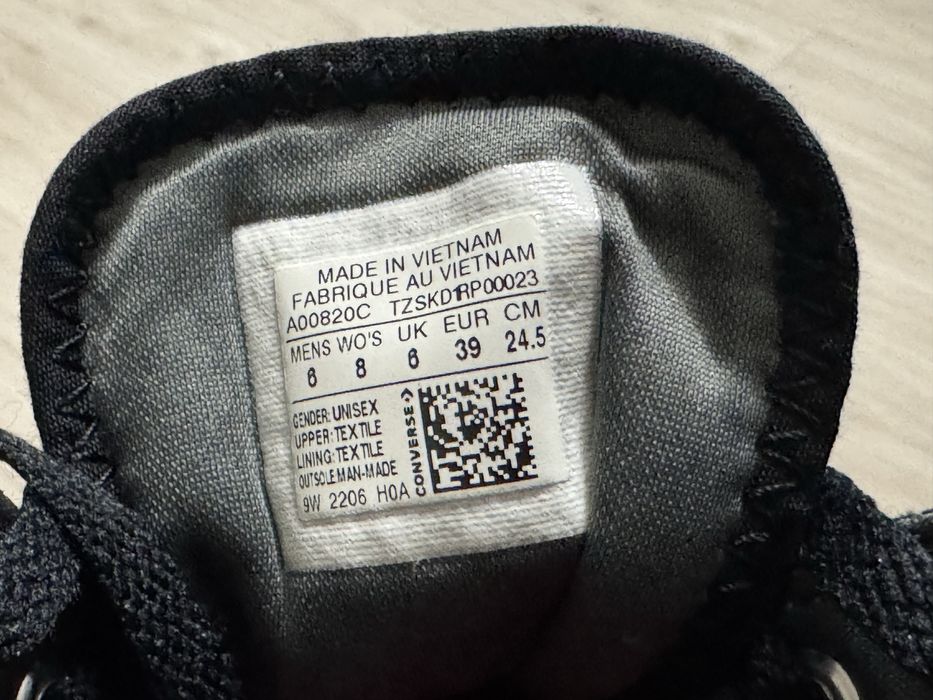 MADE IN VIETNAM
FABRIQUE AU VIETNAM
A00820C TZSKD1RP00023
MENS WO'S UK EUR CM
6 8 6 39 24.5
GENDER: UNISEX
UPPER: TEXTILE
LINING: TEXTILE
OUTSOLE MAN-MADE
9W 2206 H0A
CONVERSE